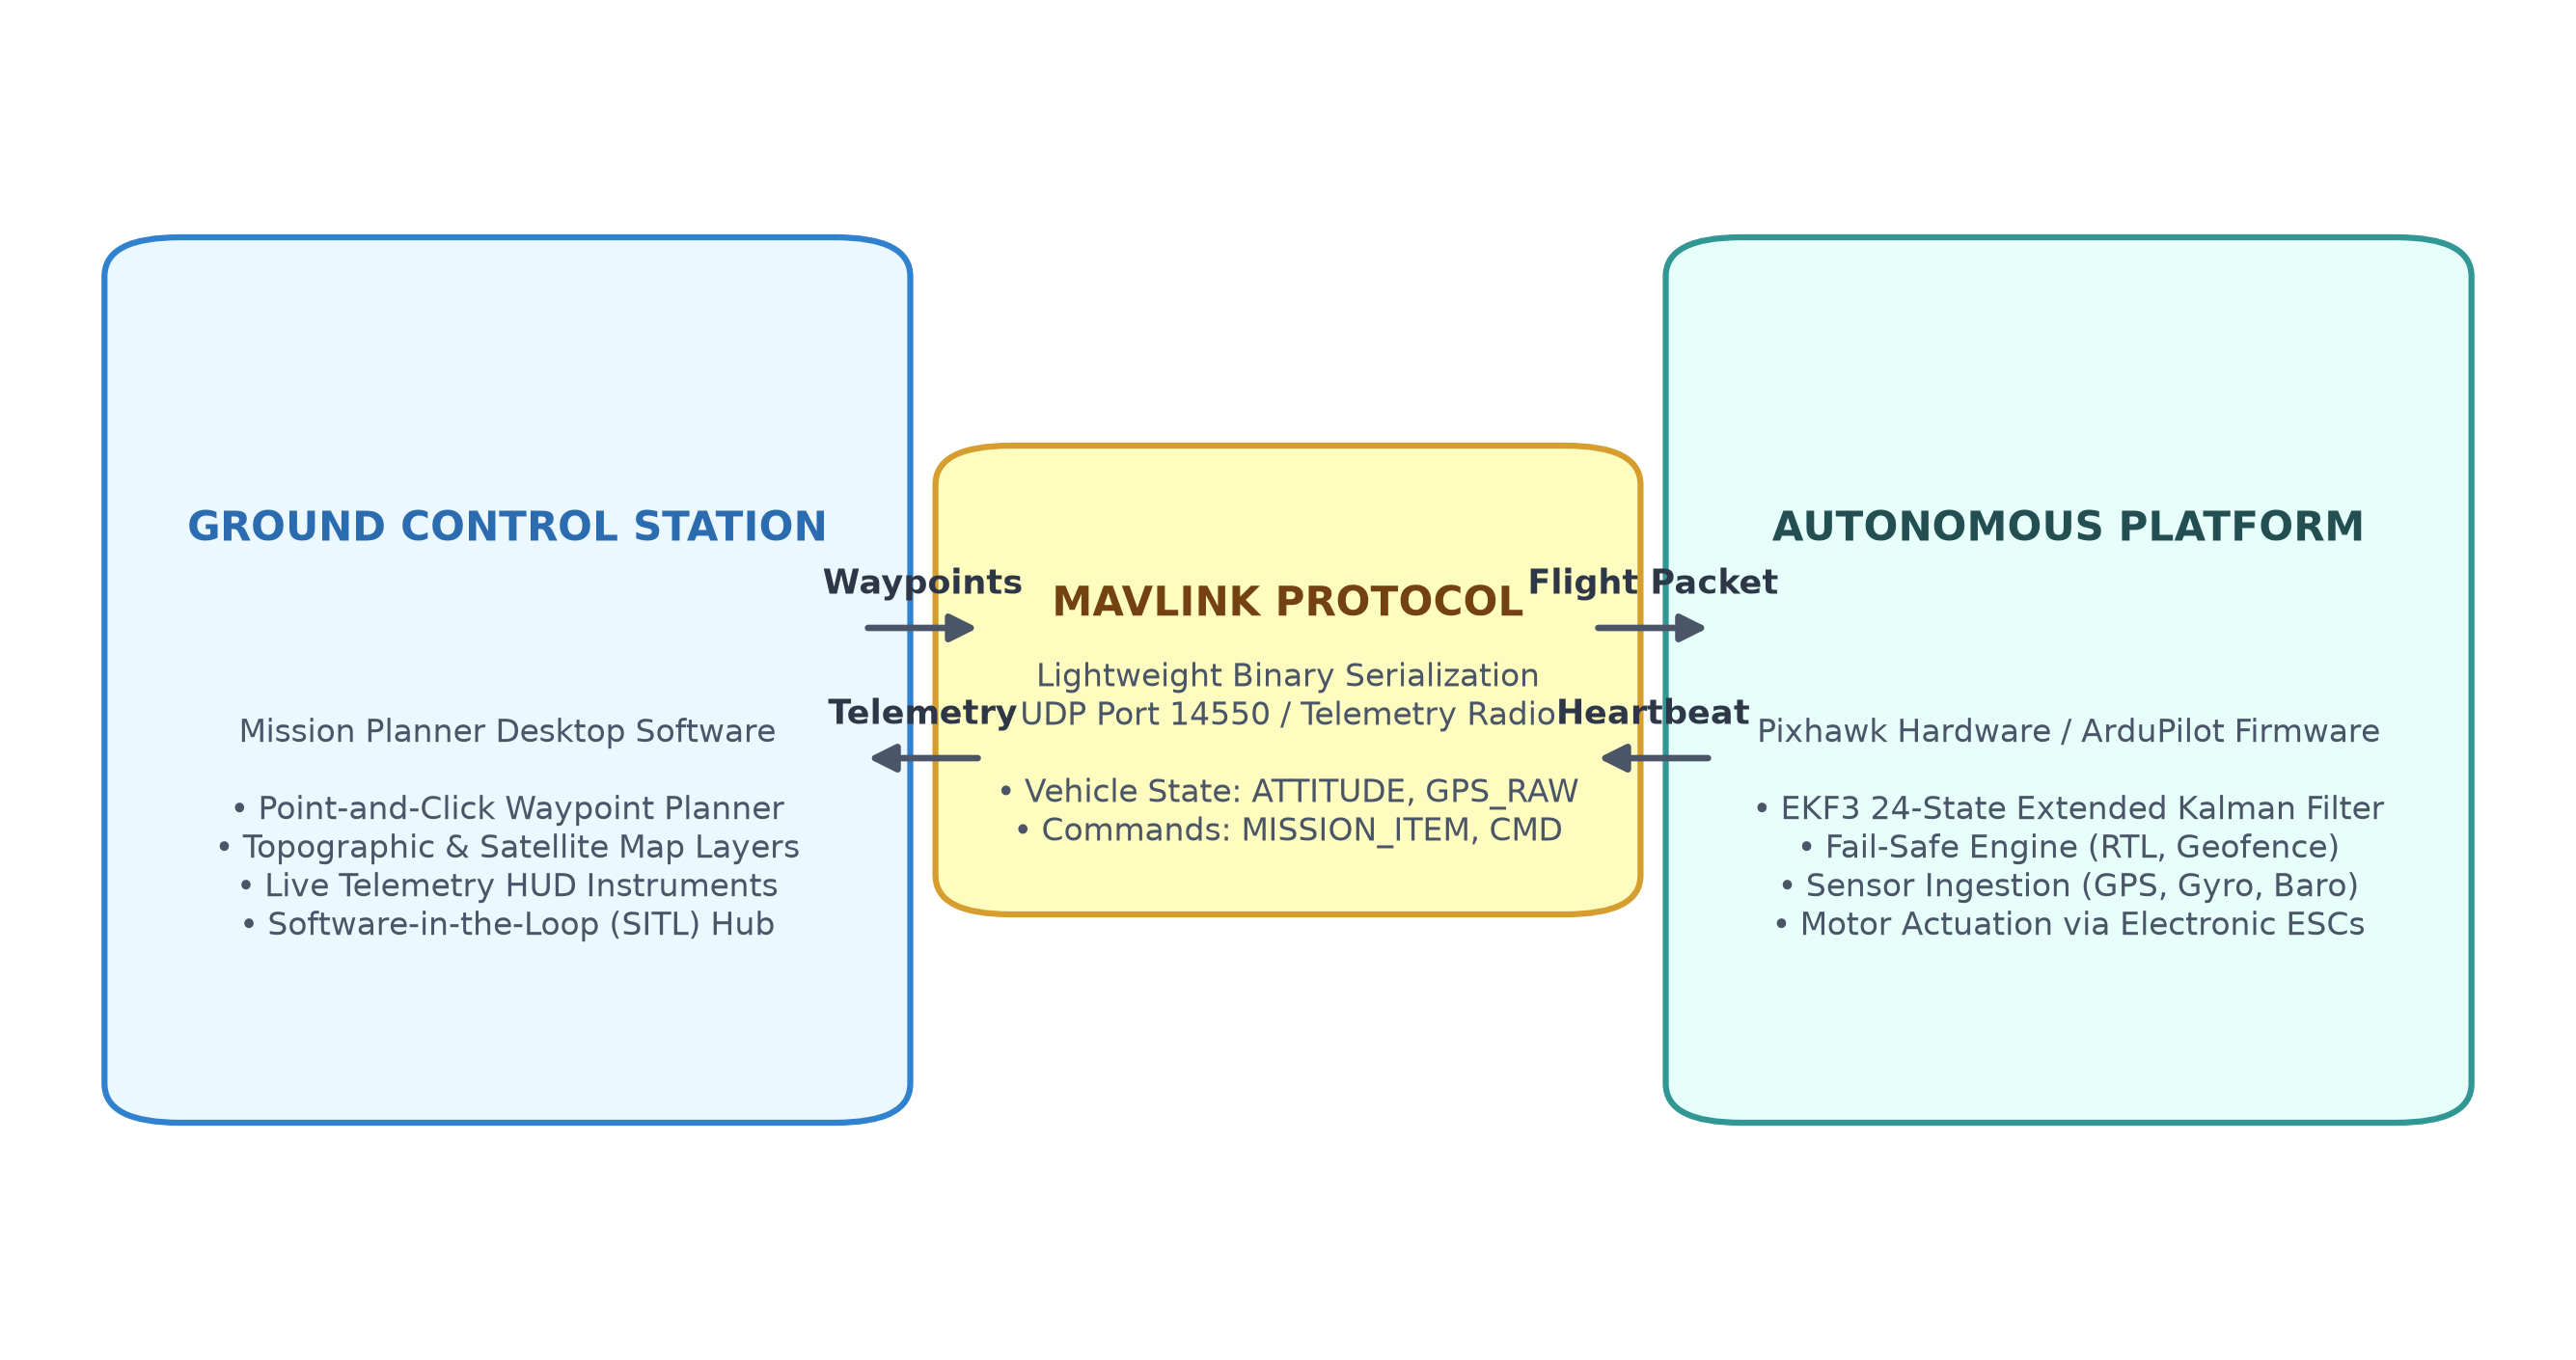 GROUND CONTROL STATION
Mission Planner Desktop Software
• Point-and-Click Waypoint Planner
• Topographic & Satellite Map Layers
• Live Telemetry HUD Instruments
• Software-in-the-Loop (SITL) Hub
Waypoints
Telemetry
MAVLINK PROTOCOL
Lightweight Binary Serialization
UDP Port 14550 / Telemetry Radio
• Vehicle State: ATTITUDE, GPS_RAW
• Commands: MISSION_ITEM, CMD
Flight Packet
Heartbeat
AUTONOMOUS PLATFORM
Pixhawk Hardware / ArduPilot Firmware
• EKF3 24-State Extended Kalman Filter
• Fail-Safe Engine (RTL, Geofence)
• Sensor Ingestion (GPS, Gyro, Baro)
• Motor Actuation via Electronic ESCs